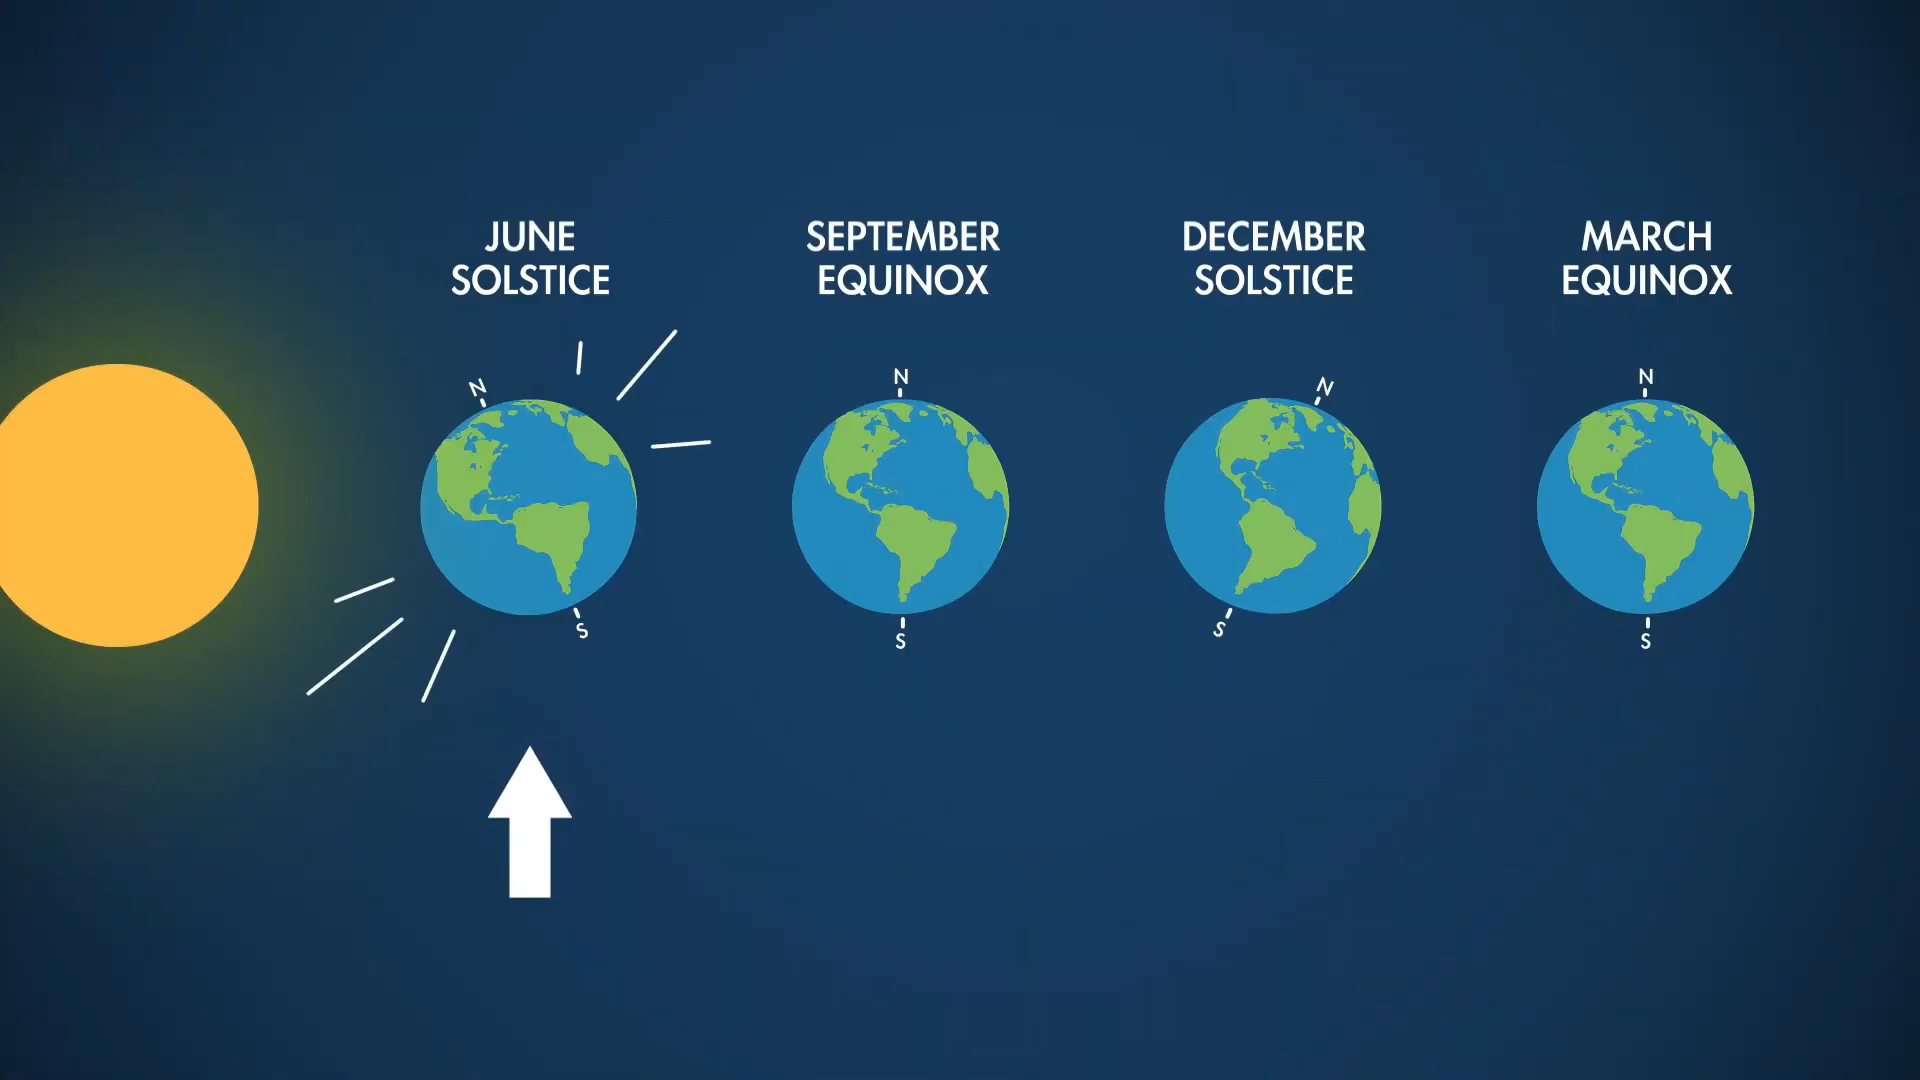 JUNE
SOLSTICE
SEPTEMBER
EQUINOX
DECEMBER
SOLSTICE
MARCH
EQUINOX
N
N
N
N
S
S
S
S